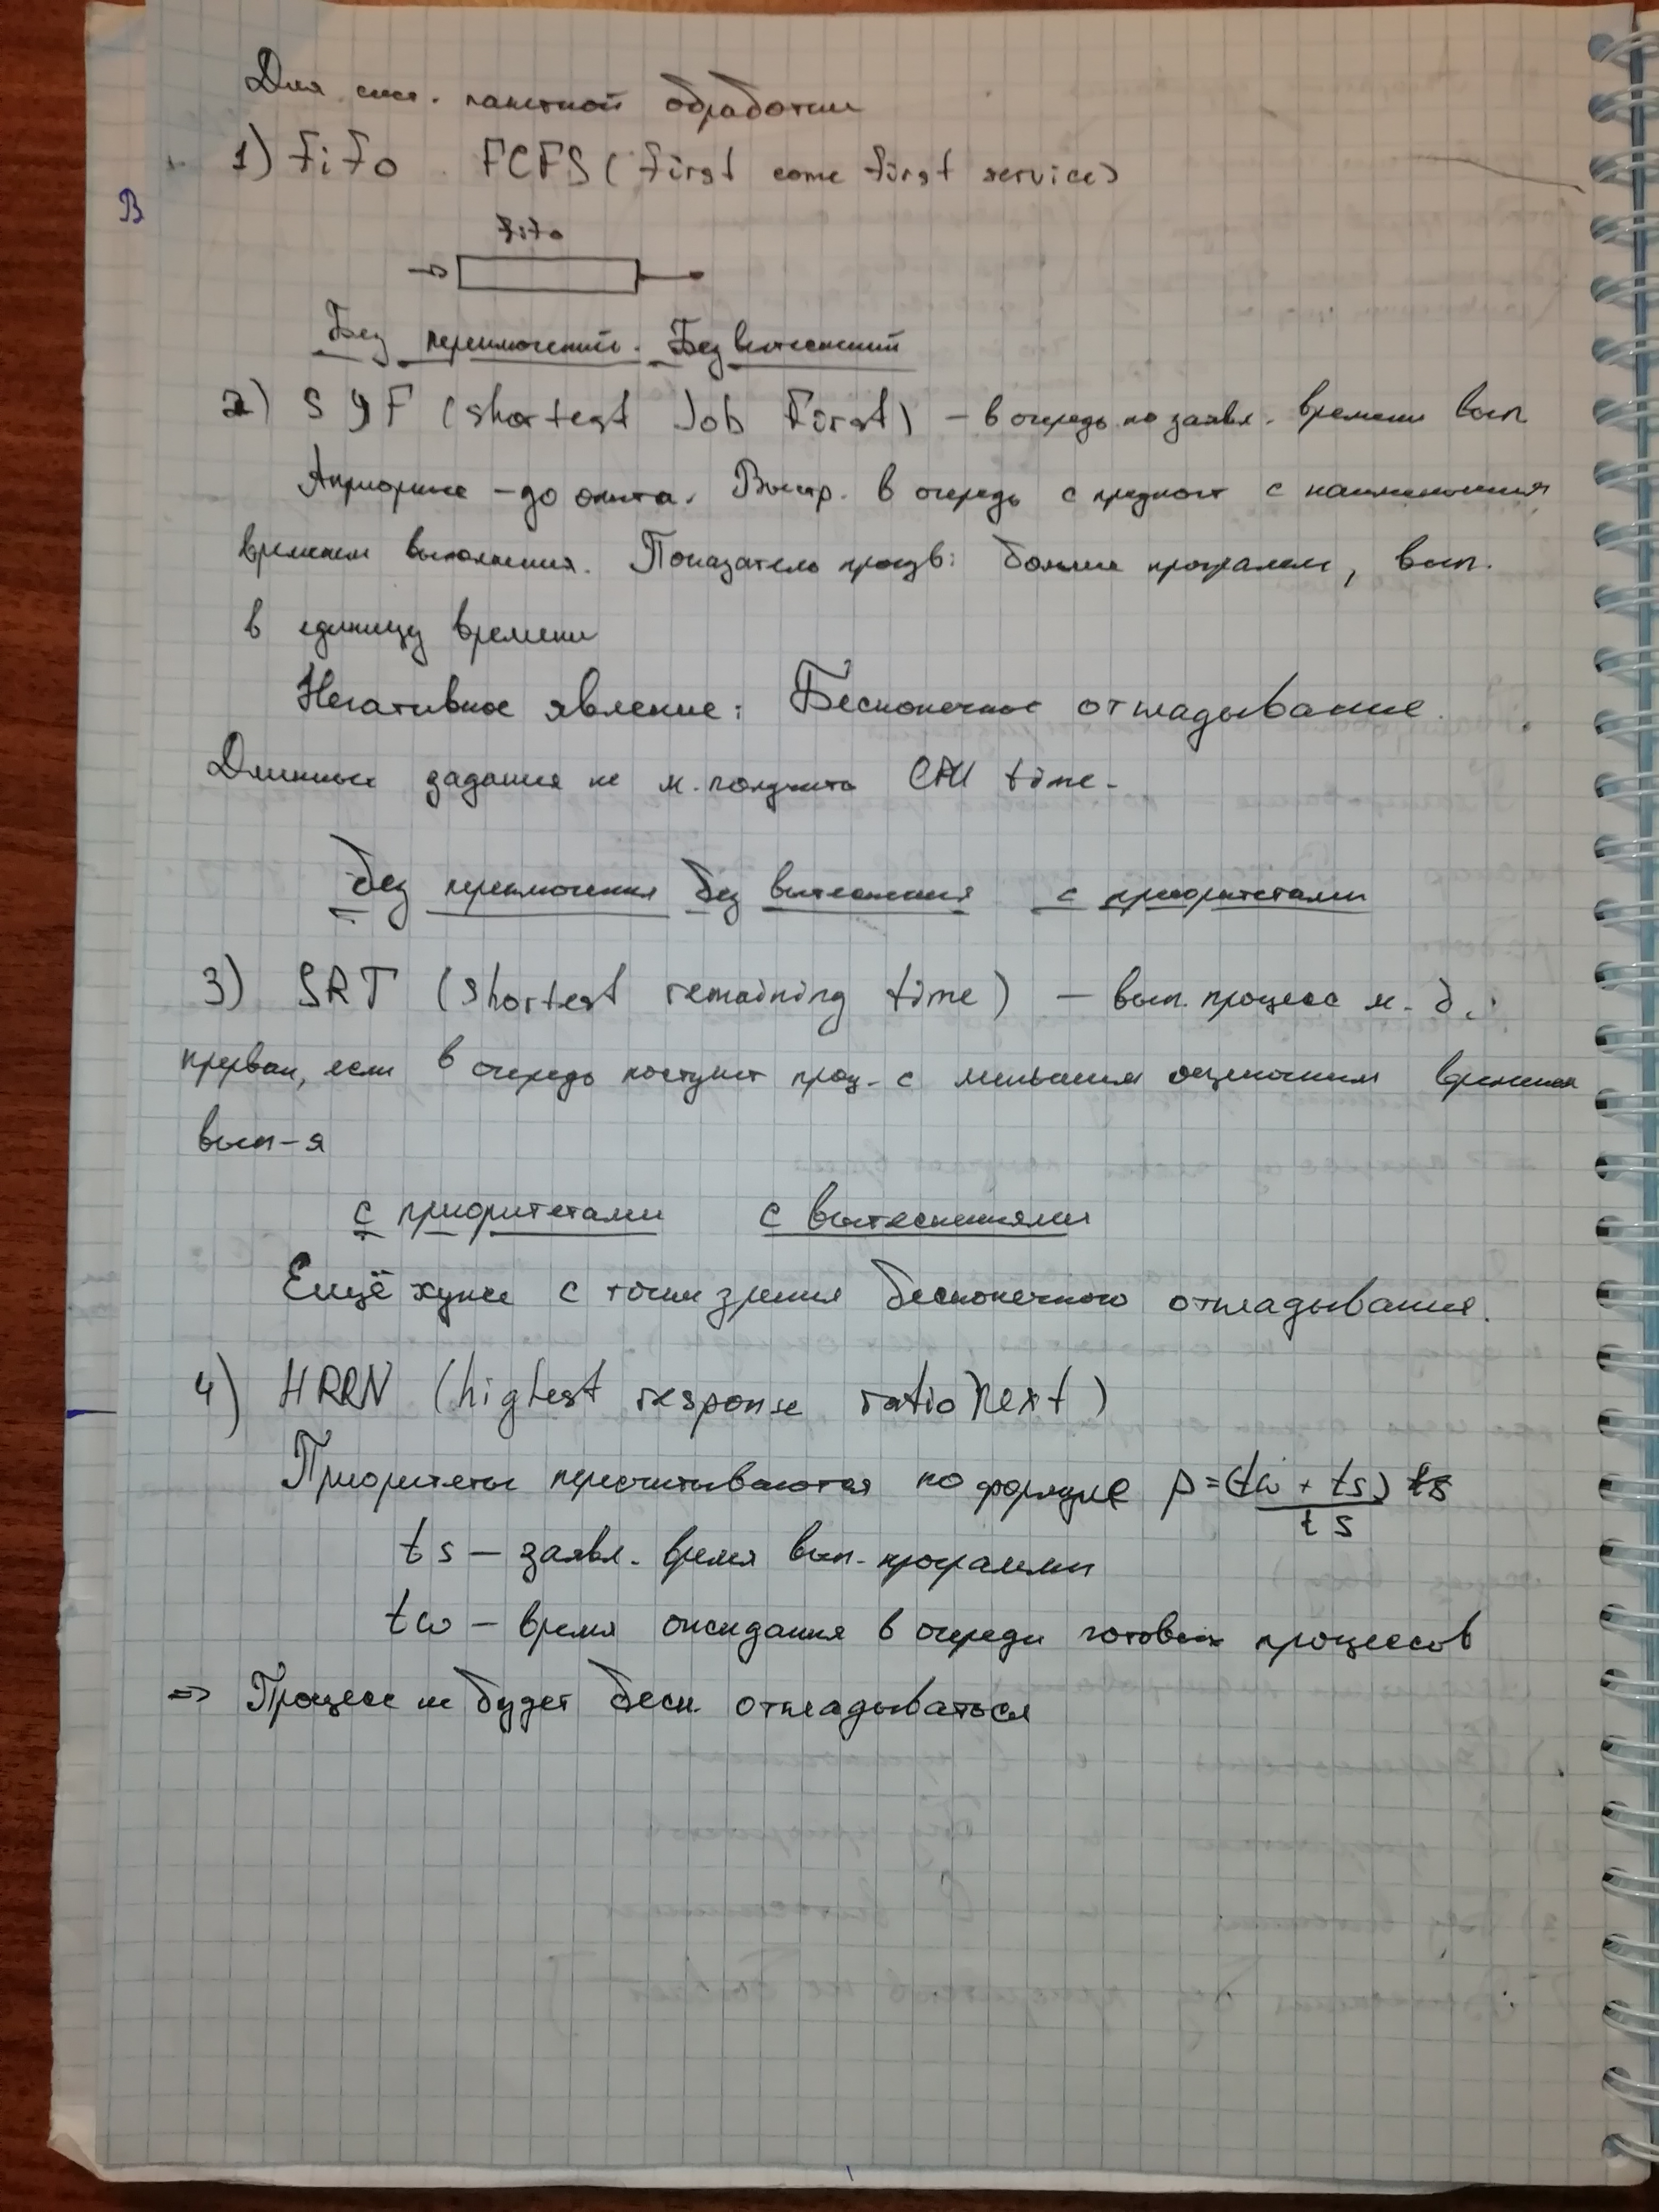 Для сист. пакетной обработки
1) FiFo FCFS (first come first service)
В
FiFo
Без переключений. Без вытеснений
2) SJF (shortest Job First) – в очередь по заявл. времени вып
Априорные – до опыта. Выстр. в очередь с наименьшим
временем выполнения. Показатель произв: больше программ, вып.
в единицу времени
Негативное явление: Бесконечное откладывание.
Длинные задания не м. получить CPU time.
без переключения без вытеснения с приоритетами
3) SRT (shortest remaining time) – вып. процесс м. б.
прерван, если в очередь поступит проц. с меньшим оценочным временем
вып-я
с приоритетами с вытеснениями
Ещё хуже с точки зрения бесконечного откладывания.
4) HRRN (highest response ratio Next)
Приоритеты пересчитываются по формуле p = (tw + ts)
ts
ts – заявл. время вып. программы
tw – время ожидания в очереди готовых процессов
=> Процесс не будет беск. откладываться